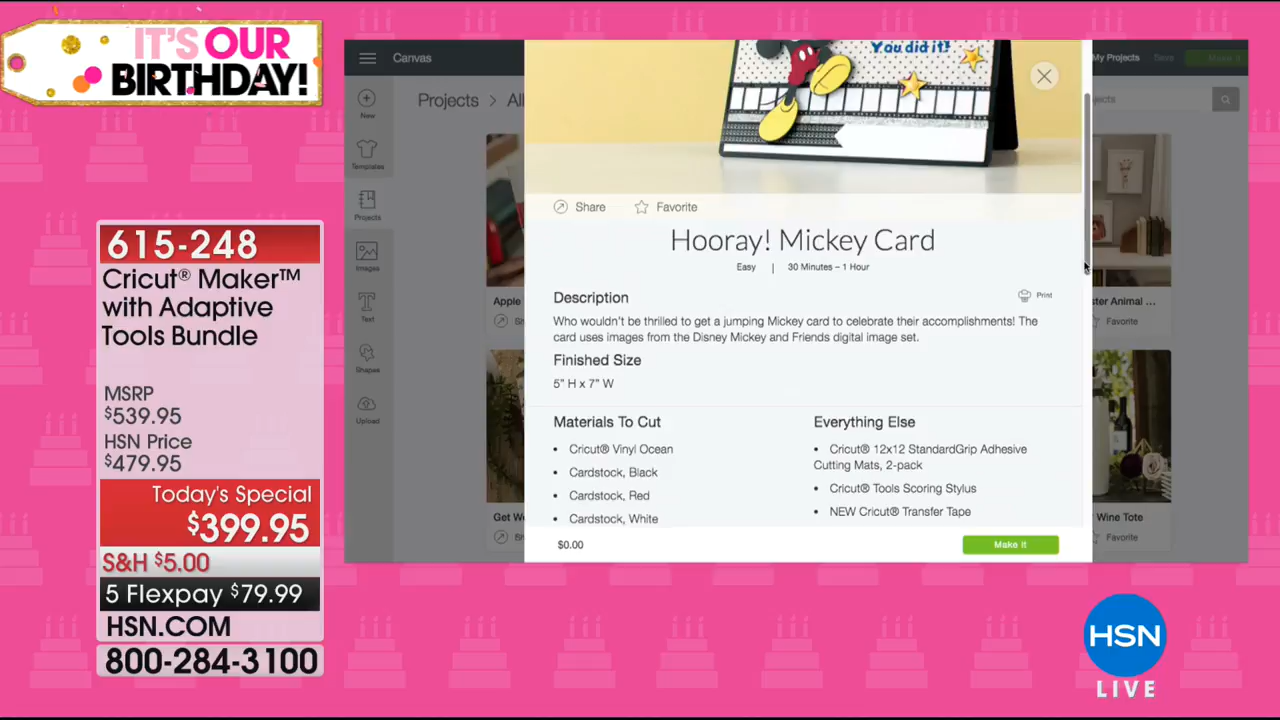 IT'S OUR
BIRTHDAY!
615-248
Cricut® Maker™
with Adaptive
Tools Bundle
MSRP
$539.95
HSN Price
$479.95
Today's Special
$399.95
S&H $5.00
5 Flexpay $79.99
HSN.COM
800-284-3100
Canvas
My Projects
Save
Make It
New
Templates
Projects
Images
Text
Shapes
Upload
Projects > All
You did it!
Share
Favorite
Hooray! Mickey Card
Easy | 30 Minutes – 1 Hour
Description
Print
Who wouldn't be thrilled to get a jumping Mickey card to celebrate their accomplishments! The
card uses images from the Disney Mickey and Friends digital image set.
Finished Size
5" H x 7" W
Materials To Cut
• Cricut® Vinyl Ocean
• Cardstock, Black
• Cardstock, Red
• Cardstock, White
Everything Else
• Cricut® 12x12 StandardGrip Adhesive
Cutting Mats, 2-pack
• Cricut® Tools Scoring Stylus
• NEW Cricut® Transfer Tape
$0.00
Make It
Apple
Animal ...
Favorite
Get
Wine Tote
Favorite
HSN
LIVE